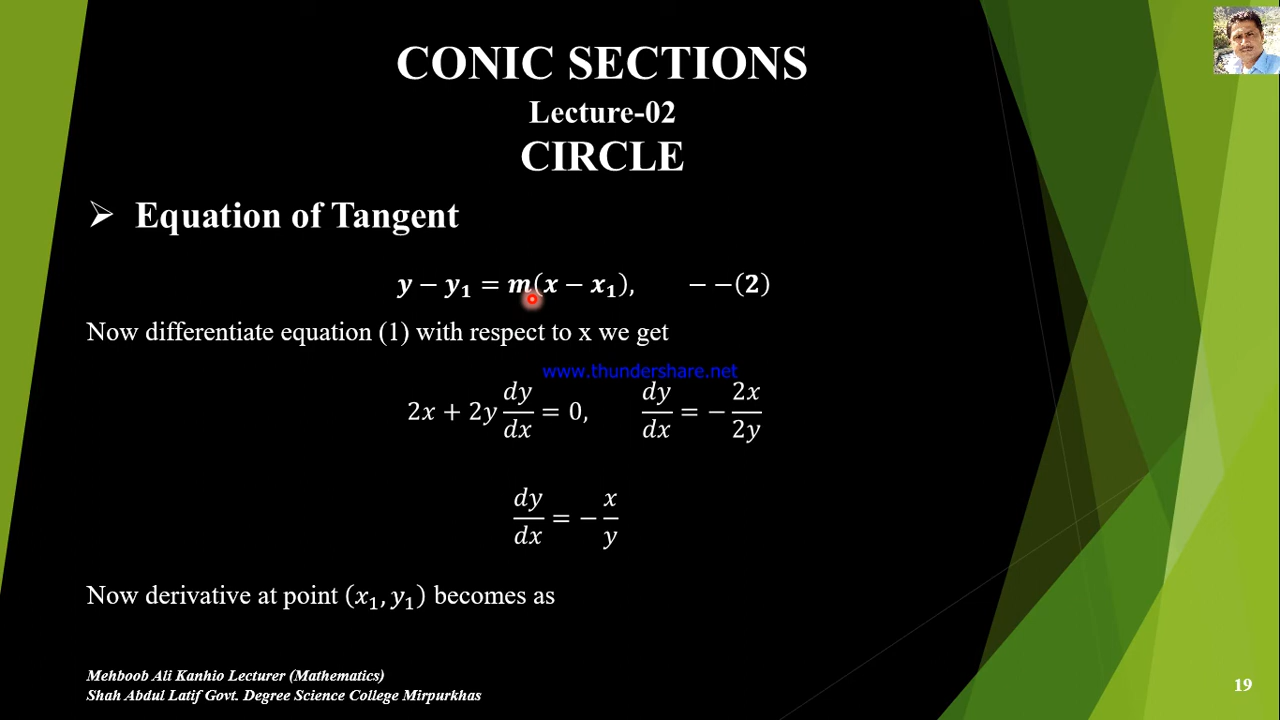 CONIC SECTIONS
Lecture-02
CIRCLE
➢ Equation of Tangent
y − y₁ = m(x − x₁), − −(2)
Now differentiate equation (1) with respect to x we get
www.thundershare.net
2x + 2y dy/dx = 0, dy/dx = − 2x/2y
dy/dx = − x/y
Now derivative at point (x₁, y₁) becomes as
Mehboob Ali Kanhio Lecturer (Mathematics)
Shah Abdul Latif Govt. Degree Science College Mirpurkhas
19